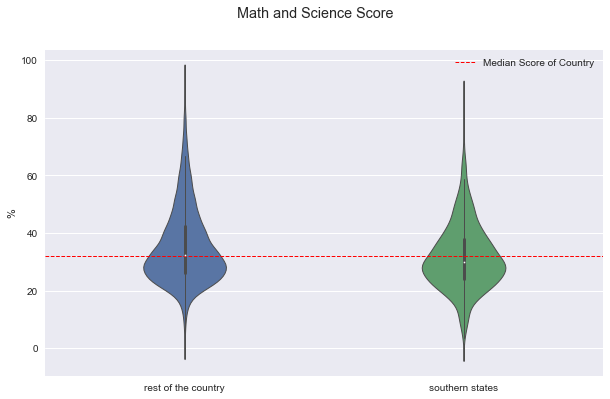 Math and Science Score
Median Score of Country
100
80
60
40
20
0
%
rest of the country
southern states